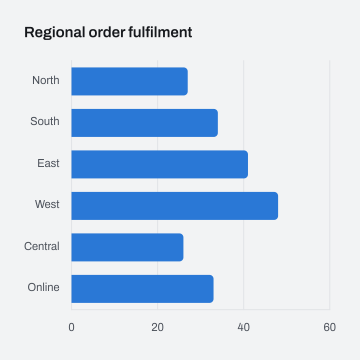 Regional order fulfilment
North
South
East
West
Central
Online
0 20 40 60